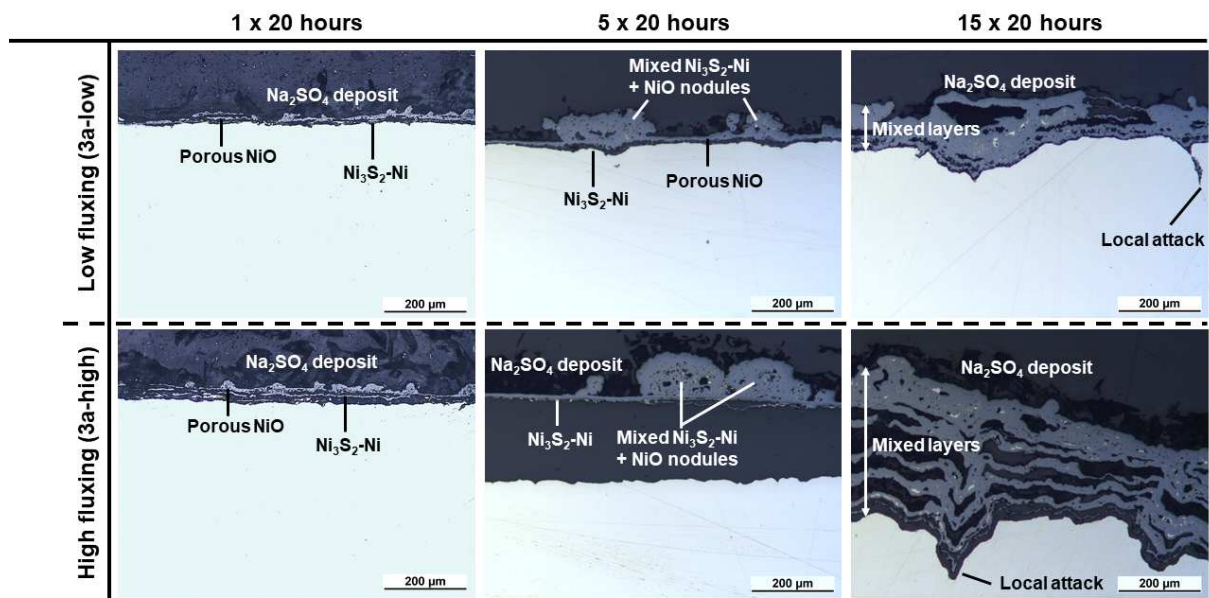 1 x 20 hours
5 x 20 hours
15 x 20 hours
Low fluxing (3a-low)
Na₂SO₄ deposit
Porous NiO
Ni₃S₂-Ni
200 µm
Mixed Ni₃S₂-Ni
+ NiO nodules
Ni₃S₂-Ni
Porous NiO
200 µm
Na₂SO₄ deposit
Mixed layers
Local attack
200 µm
High fluxing (3a-high)
Na₂SO₄ deposit
Porous NiO
Ni₃S₂-Ni
200 µm
Na₂SO₄ deposit
Ni₃S₂-Ni
Mixed Ni₃S₂-Ni
+ NiO nodules
200 µm
Na₂SO₄ deposit
Mixed layers
Local attack
200 µm